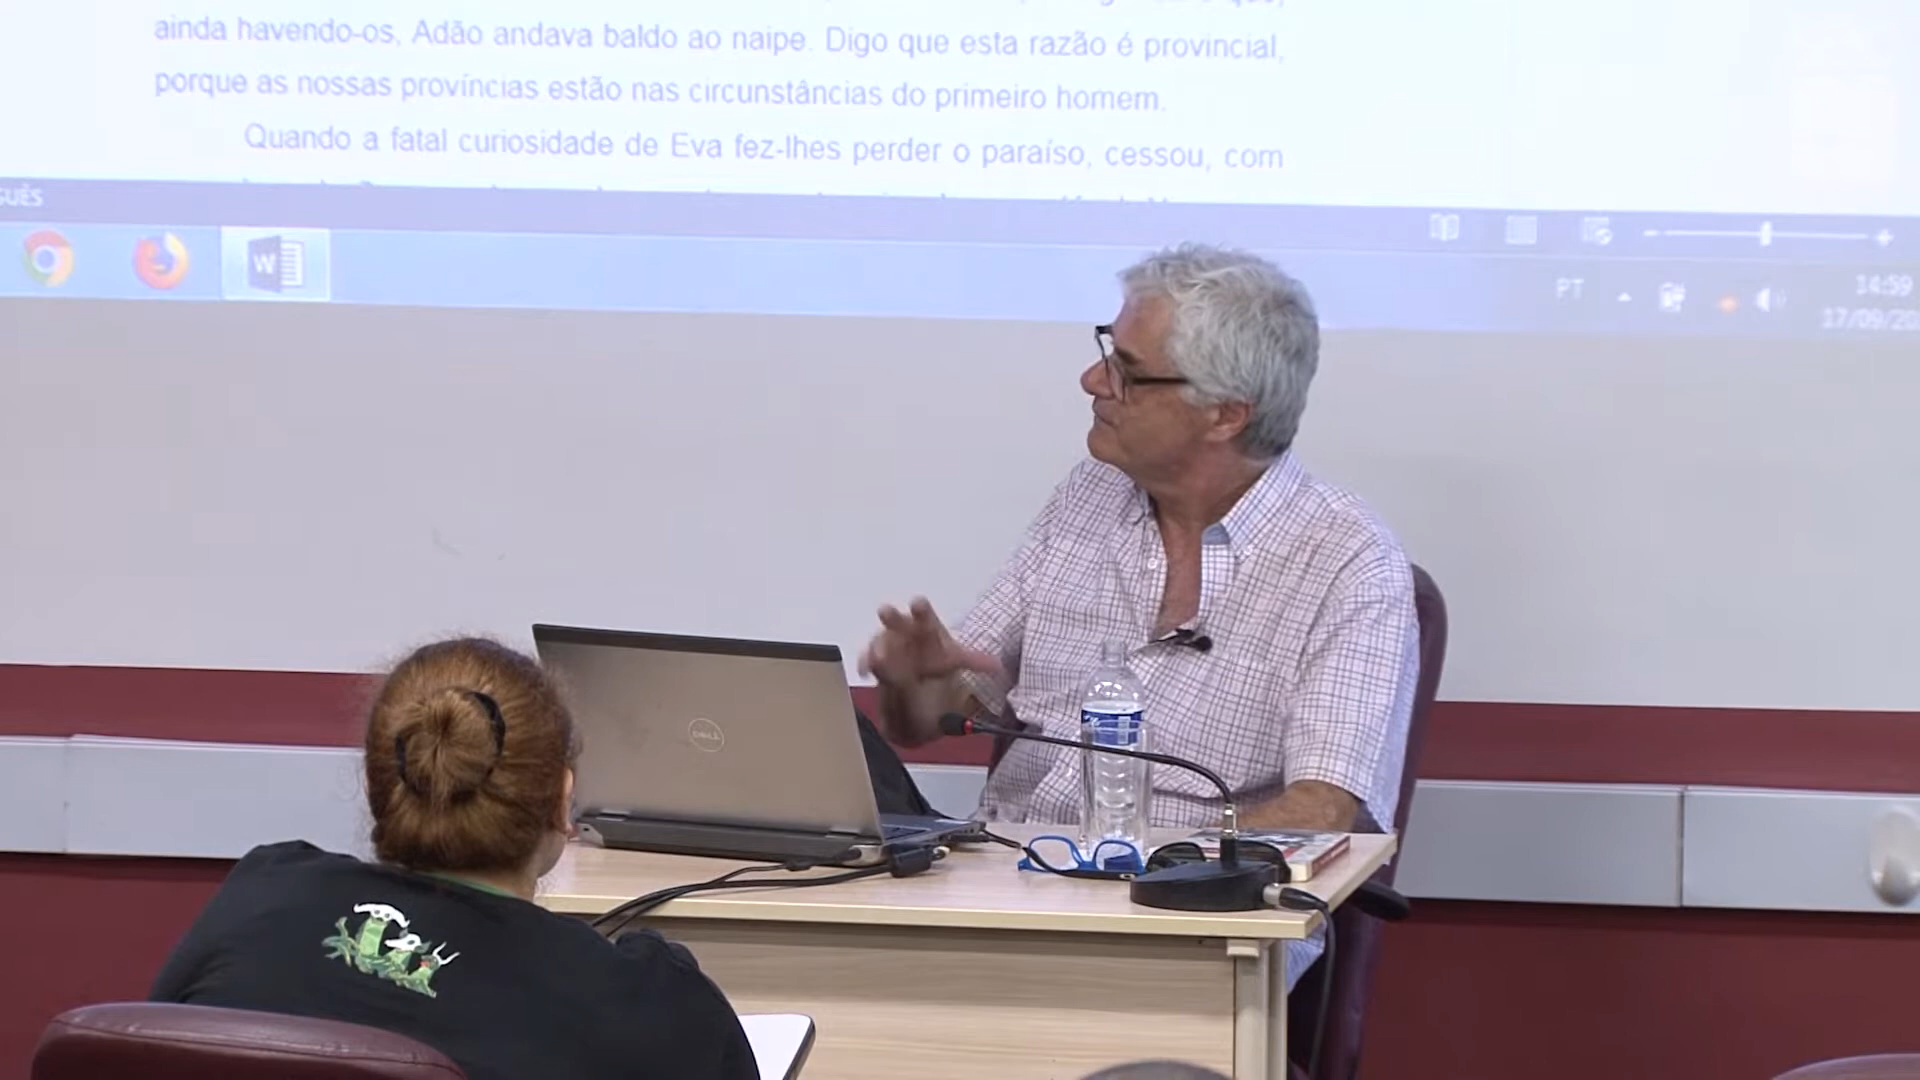 ainda havendo-os, Adão andava baldo ao naipe. Digo que esta razão é provincial,
porque as nossas províncias estão nas circunstâncias do primeiro homem.
Quando a fatal curiosidade de Eva fez-lhes perder o paraíso, cessou, com
W
PT
14:59
DELL